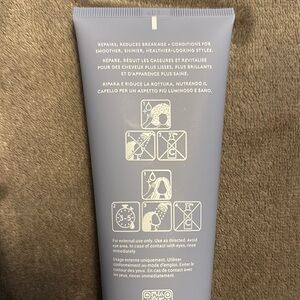 REPAIRS, REDUCES BREAKAGE + CONDITIONS FOR
SMOOTHER, SHINIER, HEALTHIER-LOOKING STYLES.
RÉPARE, RÉDUIT LES CASSURES ET REVITALISE
POUR DES CHEVEUX PLUS LISSES, PLUS BRILLANTS
ET D'APPARENCE PLUS SAINE.
RIPARA E RIDUCE LA ROTTURA, NUTRENDO IL
CAPELLO PER UN ASPETTO PIÙ LUMINOSO E SANO.
1
2
3-5
For external use only. Use as directed. Avoid
eye area. In case of contact with eyes, rinse
immediately.
Usage externe uniquement. Utiliser
conformément au mode d'emploi. Éviter le
contour des yeux. En cas de contact avec
les yeux, rincer immédiatement.